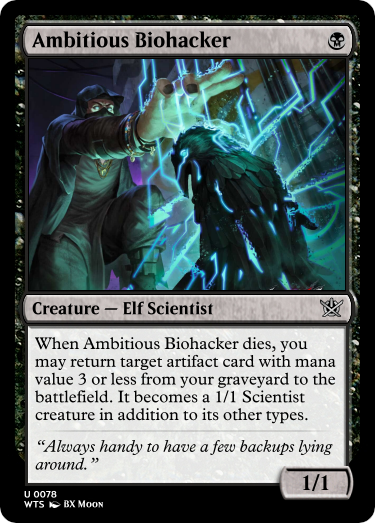 Ambitious Biohacker
Creature — Elf Scientist
When Ambitious Biohacker dies, you
may return target artifact card with mana
value 3 or less from your graveyard to the
battlefield. It becomes a 1/1 Scientist
creature in addition to its other types.
“Always handy to have a few backups lying
around.”
1/1
U 0078
WTS BX Moon